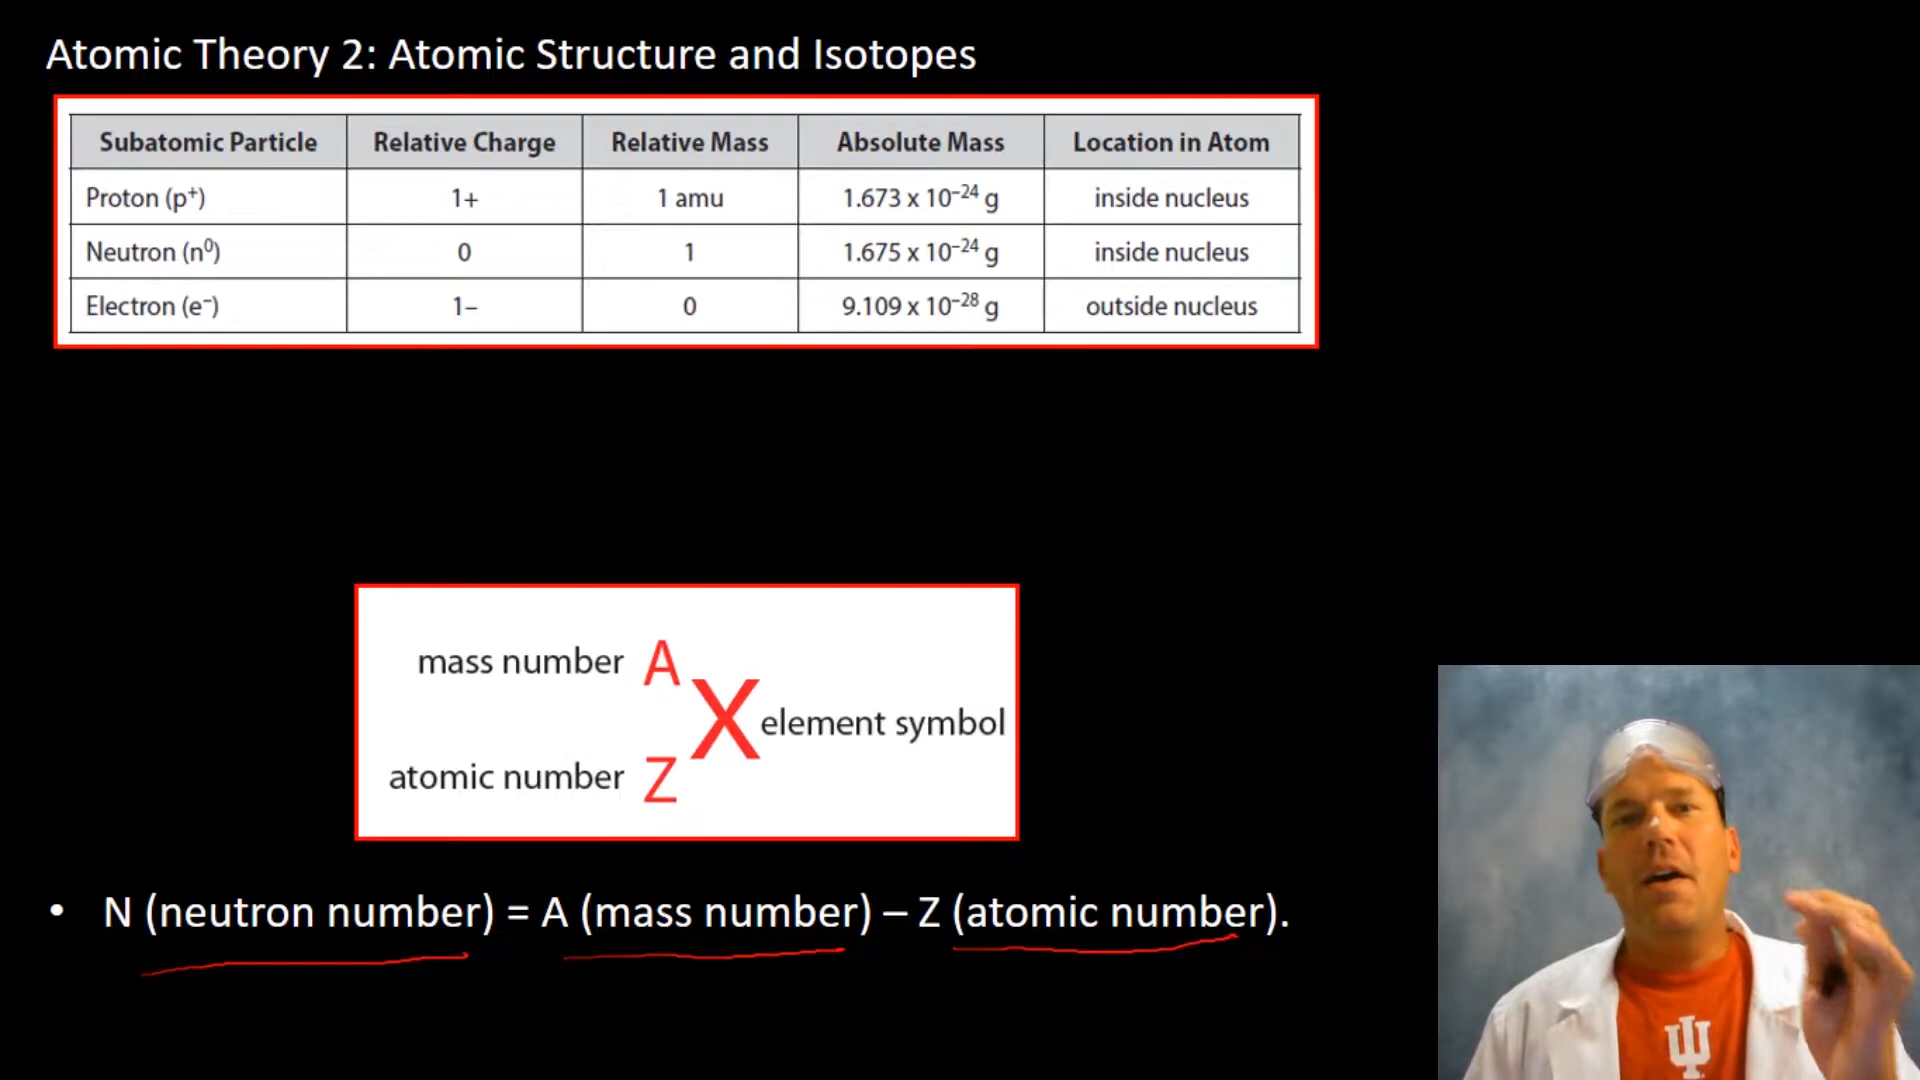 Atomic Theory 2: Atomic Structure and Isotopes
Subatomic Particle Relative Charge Relative Mass Absolute Mass Location in Atom
Proton (p⁺) 1+ 1 amu 1.673 x 10⁻²⁴ g inside nucleus
Neutron (n⁰) 0 1 1.675 x 10⁻²⁴ g inside nucleus
Electron (e⁻) 1– 0 9.109 x 10⁻²⁸ g outside nucleus
mass number A
X element symbol
atomic number Z
• N (neutron number) = A (mass number) – Z (atomic number).